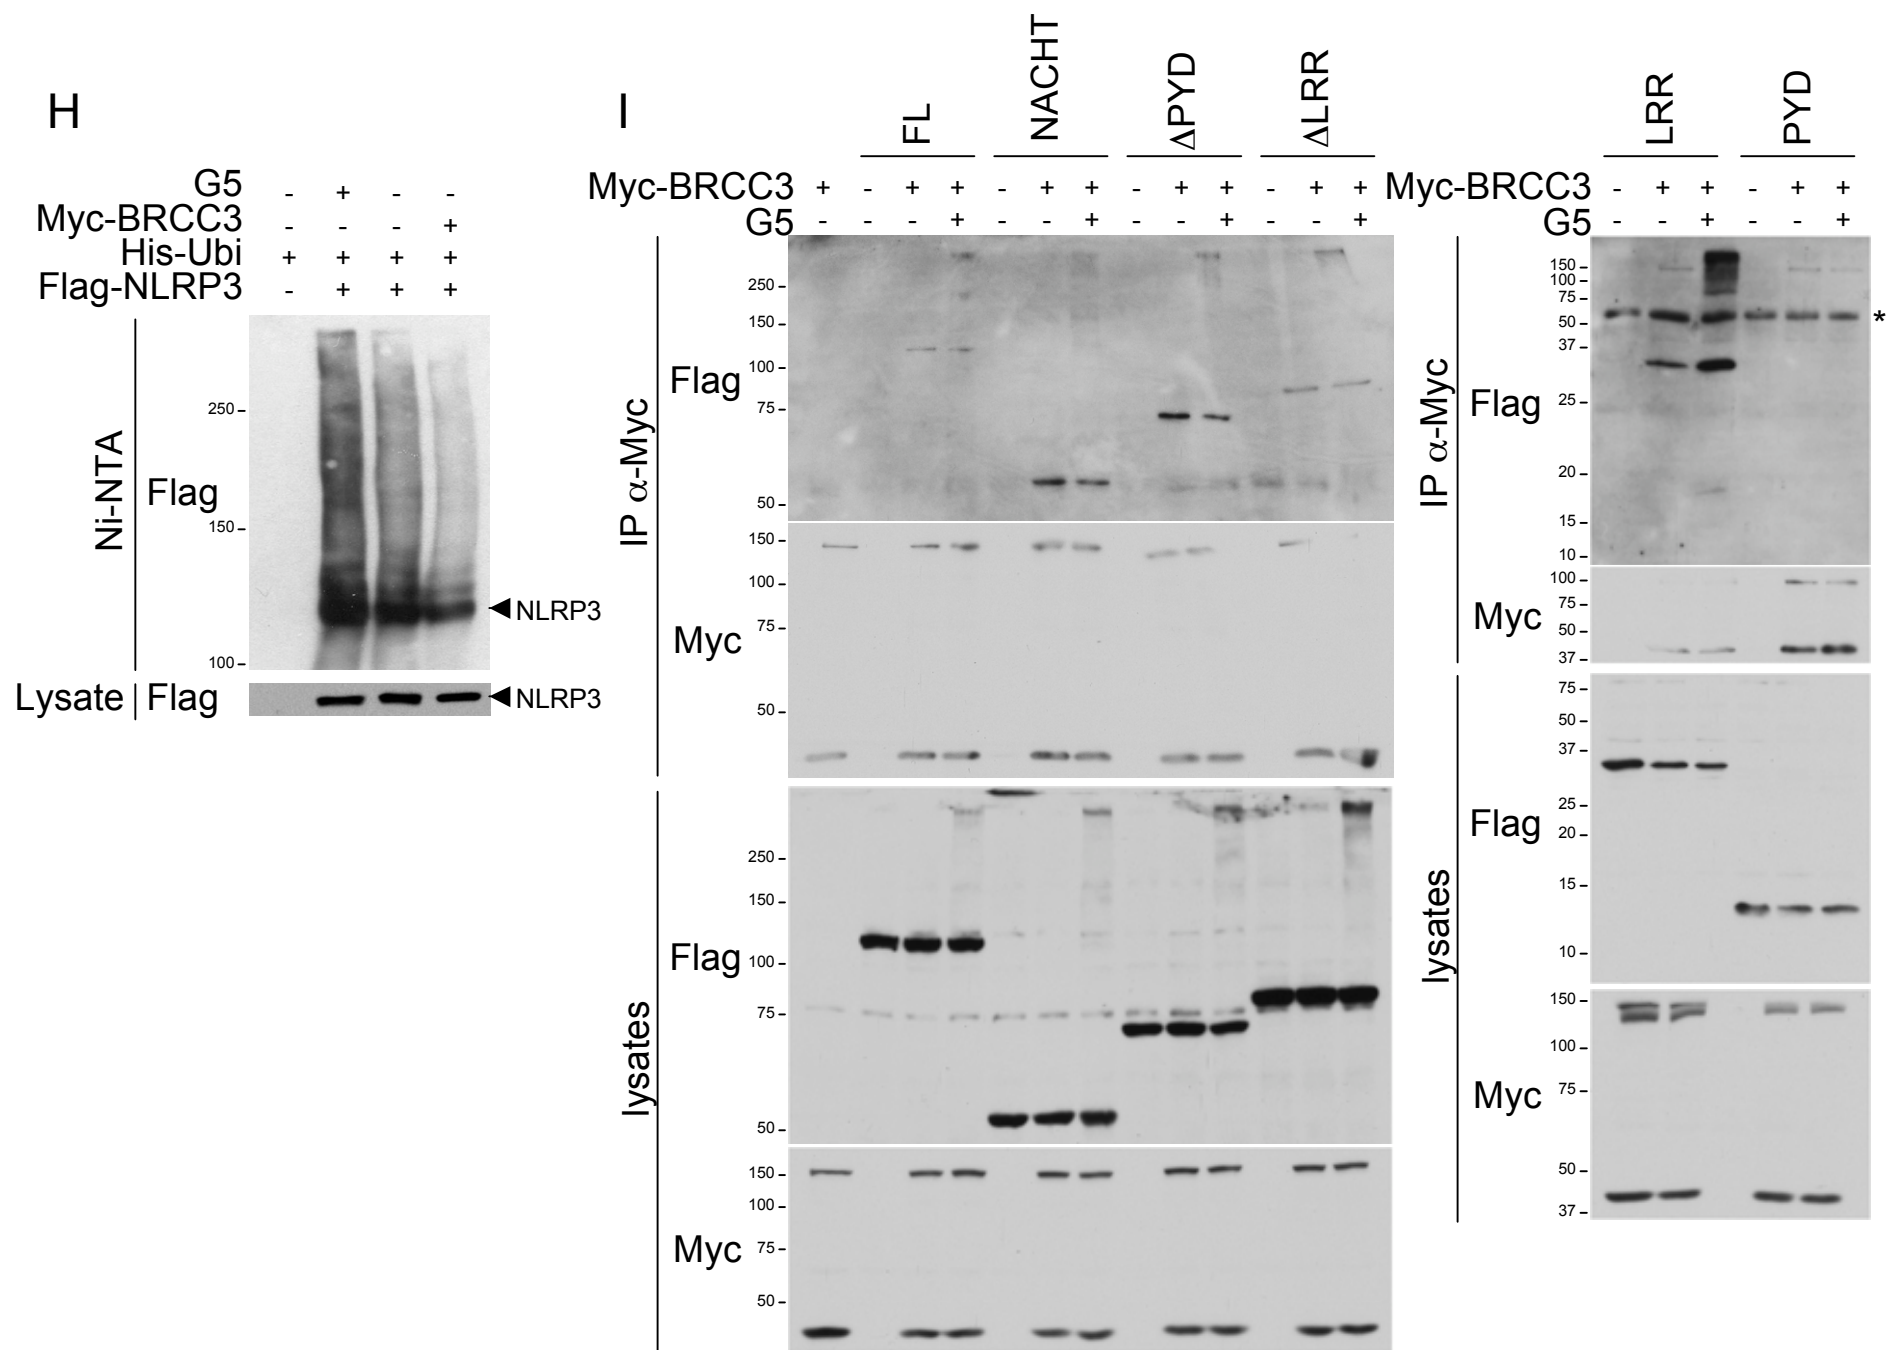 H
G5 - + - -
Myc-BRCC3 - - - +
His-Ubi + + + +
Flag-NLRP3 - + + +
Ni-NTA
Flag
250
150
100
NLRP3
Lysate Flag
NLRP3
I
FL NACHT ΔPYD ΔLRR
Myc-BRCC3 + - + + - + + - + + - + +
G5 - - - + - - + - - + - - +
IP α-Myc
Flag
250
150
100
75
50
Myc
150
100
75
50
lysates
Flag
250
150
100
75
50
Myc
150
100
75
50
LRR PYD
Myc-BRCC3 - + + - + +
G5 - - + - - +
IP α-Myc
Flag
150
100
75
50
37
25
20
15
10
*
Myc
100
75
50
37
lysates
Flag
75
50
37
25
20
15
10
Myc
150
100
75
50
37